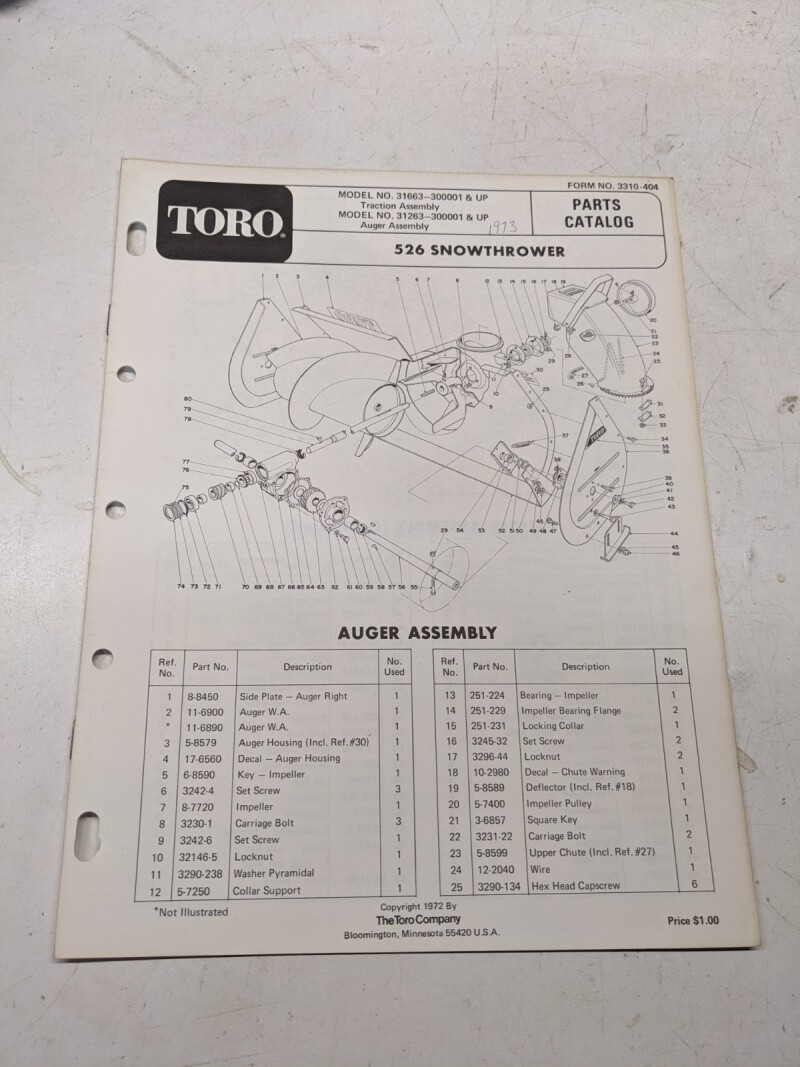 FORM NO. 3310-404
TORO
MODEL NO. 31663-300001 & UP
Traction Assembly
MODEL NO. 31263-300001 & UP
Auger Assembly
1973
PARTS
CATALOG
526 SNOWTHROWER
AUGER ASSEMBLY
Ref. No. Part No. Description No. Used
1 8-8450 Side Plate – Auger Right 1
2 11-6900 Auger W.A. 1
* 11-6890 Auger W.A. 1
3 5-8579 Auger Housing (Incl. Ref.#30) 1
4 17-6560 Decal – Auger Housing 1
5 6-8590 Key – Impeller 1
6 3242-4 Set Screw 3
7 8-7720 Impeller 1
8 3230-1 Carriage Bolt 3
9 3242-6 Set Screw 1
10 32146-5 Locknut 1
11 3290-238 Washer Pyramidal 1
12 5-7250 Collar Support 1
Ref. No. Part No. Description No. Used
13 251-224 Bearing – Impeller 1
14 251-229 Impeller Bearing Flange 2
15 251-231 Locking Collar 1
16 3245-32 Set Screw 2
17 3296-44 Locknut 2
18 10-2980 Decal – Chute Warning 1
19 5-8589 Deflector (Incl. Ref.#18) 1
20 5-7400 Impeller Pulley 1
21 3-6857 Square Key 1
22 3231-22 Carriage Bolt 2
23 5-8599 Upper Chute (Incl. Ref. #27) 1
24 12-2040 Wire 1
25 3290-134 Hex Head Capscrew 6
*Not Illustrated
Copyright 1972 By
The Toro Company
Bloomington, Minnesota 55420 U.S.A.
Price $1.00